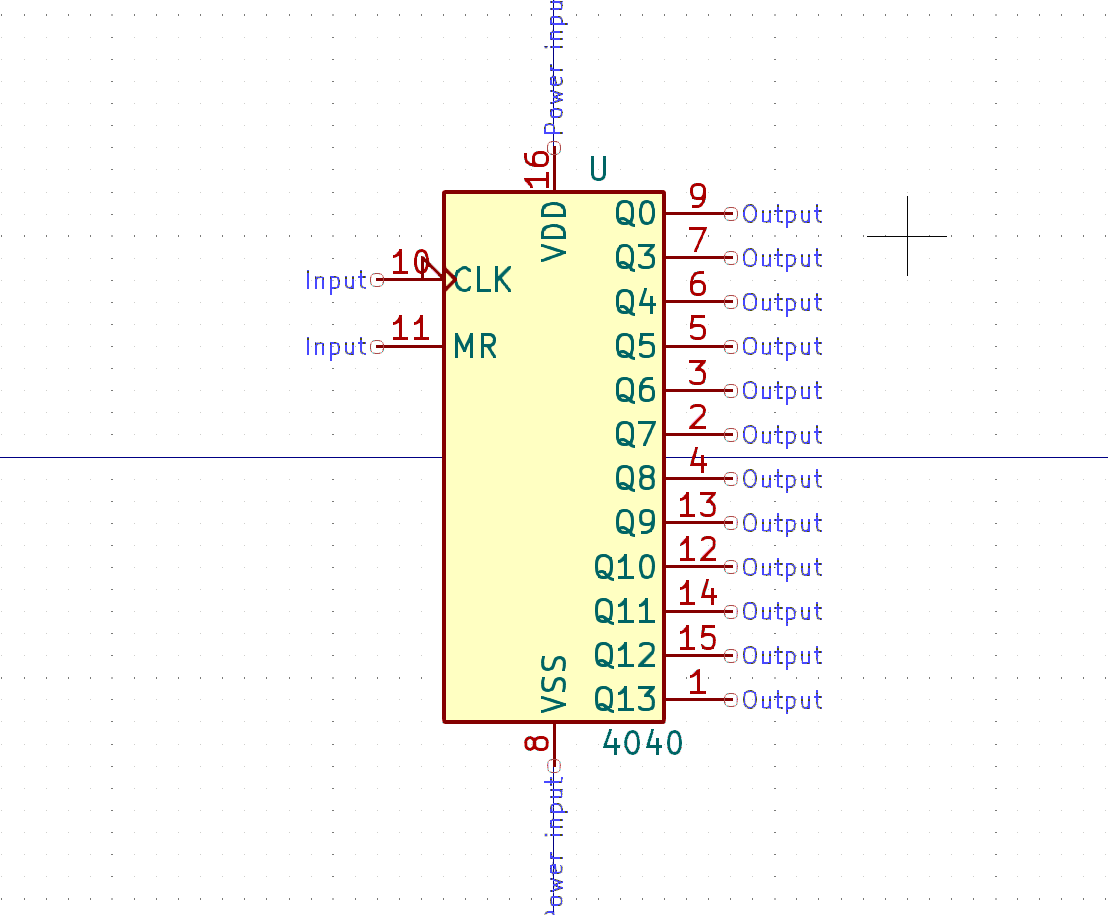 Power inpu
16
U
VDD
Q0 9 Output
Q3 7 Output
Input 10 CLK
Q4 6 Output
Input 11 MR
Q5 5 Output
Q6 3 Output
Q7 2 Output
Q8 4 Output
Q9 13 Output
Q10 12 Output
Q11 14 Output
Q12 15 Output
VSS
Q13 1 Output
8
4040
Power input